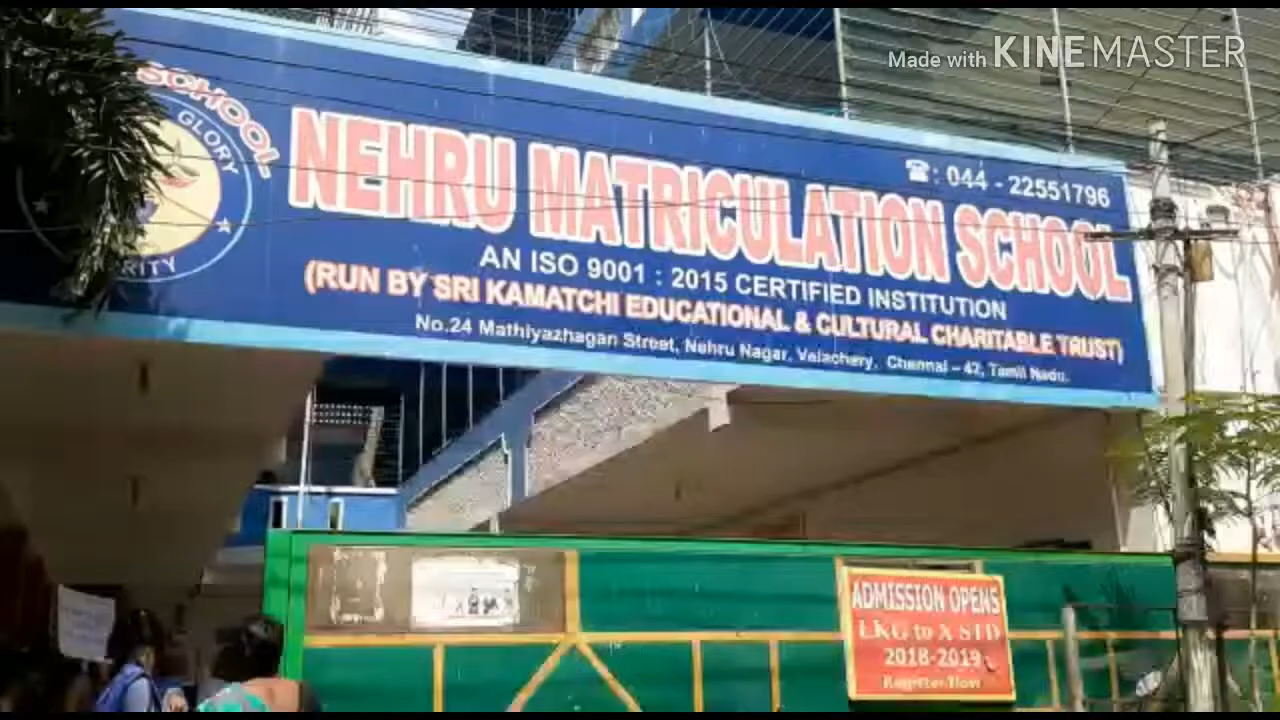 Made with KINEMASTER
SCHOOL
GLORY
☎: 044 - 22551796
NEHRU MATRICULATION SCHOOL
AN ISO 9001 : 2015 CERTIFIED INSTITUTION
(RUN BY SRI KAMATCHI EDUCATIONAL & CULTURAL CHARITABLE TRUST)
No.24 Mathiyazhagan Street, Nehru Nagar, Velachery, Chennai – 42, Tamil Nadu.
ADMISSION OPENS
LKG to X STD
2018-2019
Register Now